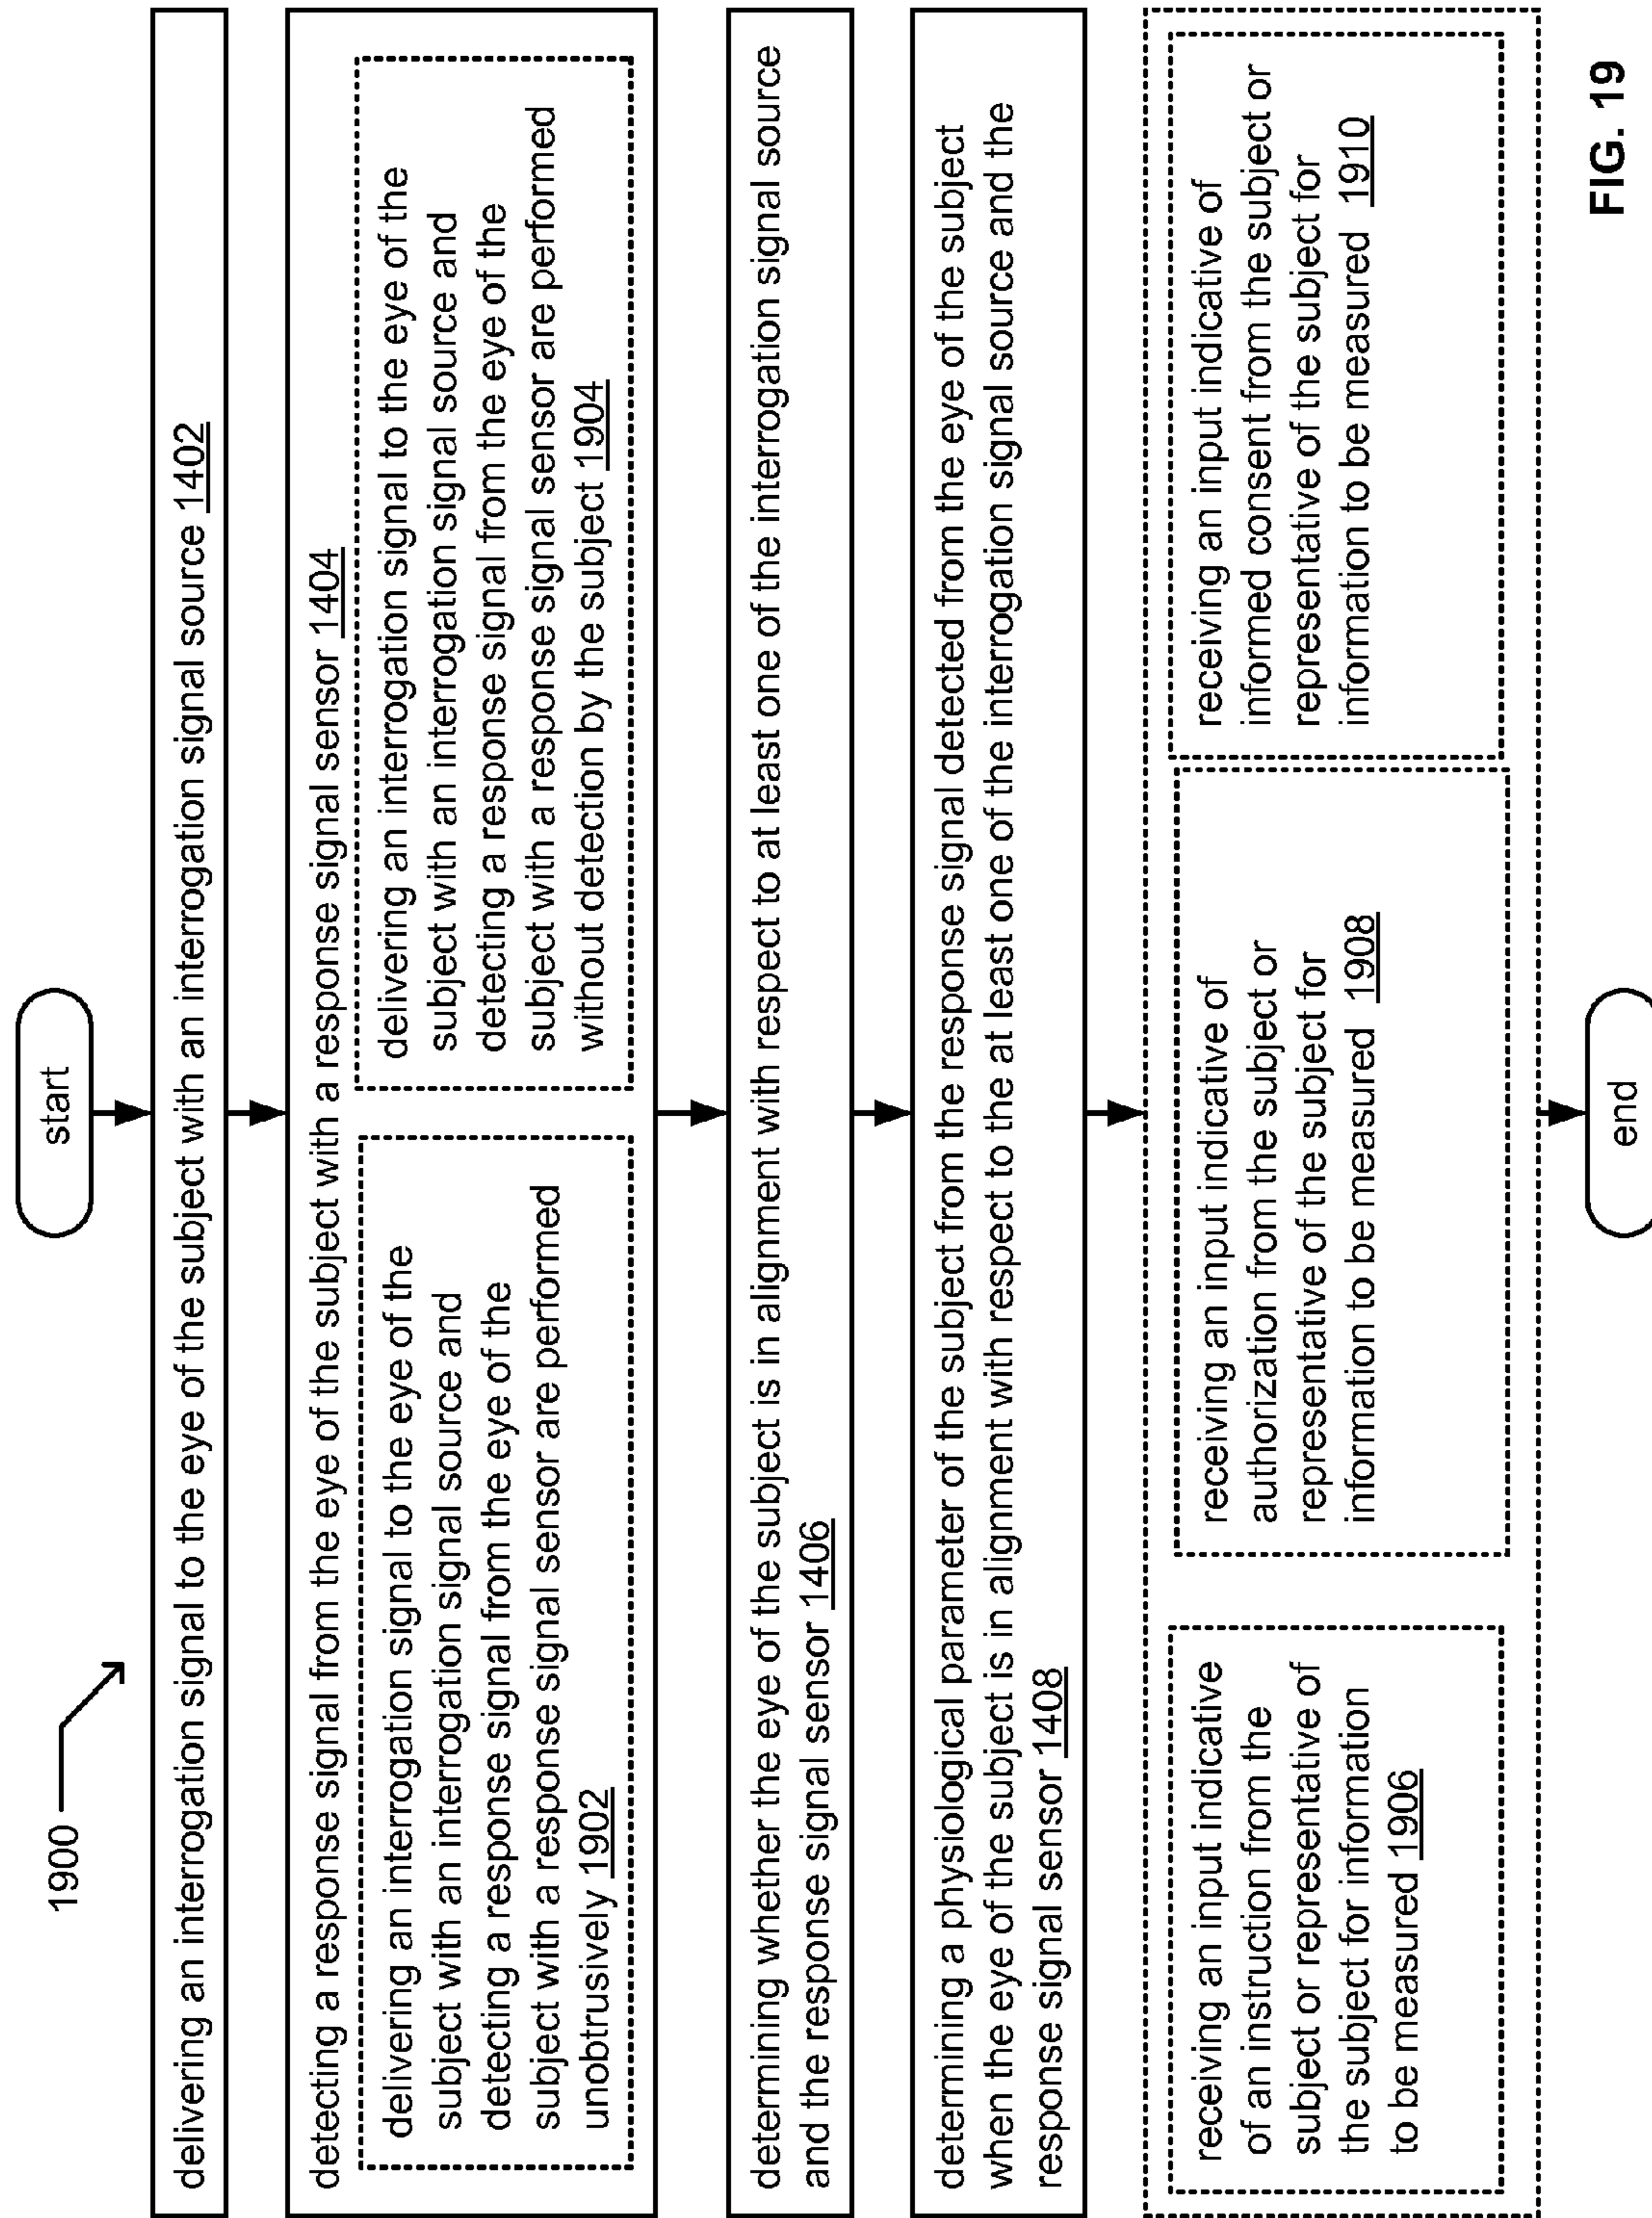 1900
start
delivering an interrogation signal to the eye of the subject with an interrogation signal source 1402
detecting a response signal from the eye of the subject with a response signal sensor 1404
delivering an interrogation signal to the eye of the
subject with an interrogation signal source and
detecting a response signal from the eye of the
subject with a response signal sensor are performed
unobtrusively 1902
delivering an interrogation signal to the eye of the
subject with an interrogation signal source and
detecting a response signal from the eye of the
subject with a response signal sensor are performed
without detection by the subject 1904
determining whether the eye of the subject is in alignment with respect to at least one of the interrogation signal source
and the response signal sensor 1406
determining a physiological parameter of the subject from the response signal detected from the eye of the subject
when the eye of the subject is in alignment with respect to the at least one of the interrogation signal source and the
response signal sensor 1408
receiving an input indicative
of an instruction from the
subject or representative of
the subject for information
to be measured 1906
receiving an input indicative of
authorization from the subject or
representative of the subject for
information to be measured 1908
receiving an input indicative of
informed consent from the subject or
representative of the subject for
information to be measured 1910
end
FIG. 19